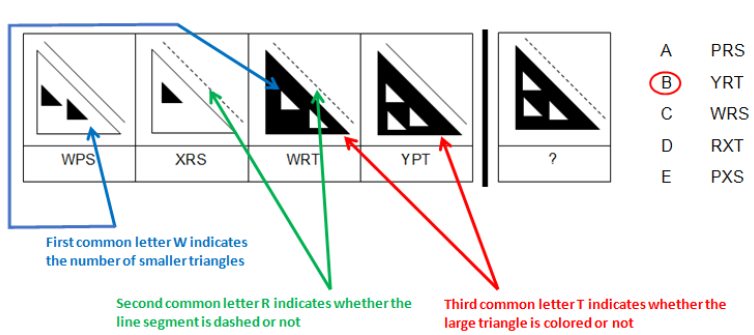 WPS XRS WRT YPT ?
A PRS
B YRT
C WRS
D RXT
E PXS
First common letter W indicates
the number of smaller triangles
Second common letter R indicates whether the
line segment is dashed or not
Third common letter T indicates whether the
large triangle is colored or not